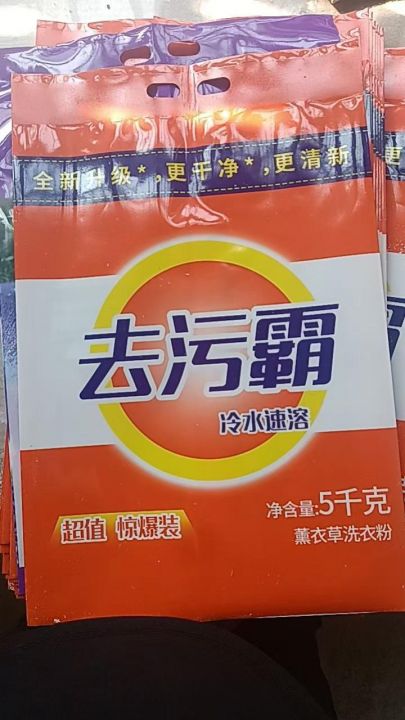 全新升级*,更干净*,更清新
去污霸
冷水速溶
净含量:5千克
超值 惊爆装
薰衣草洗衣粉